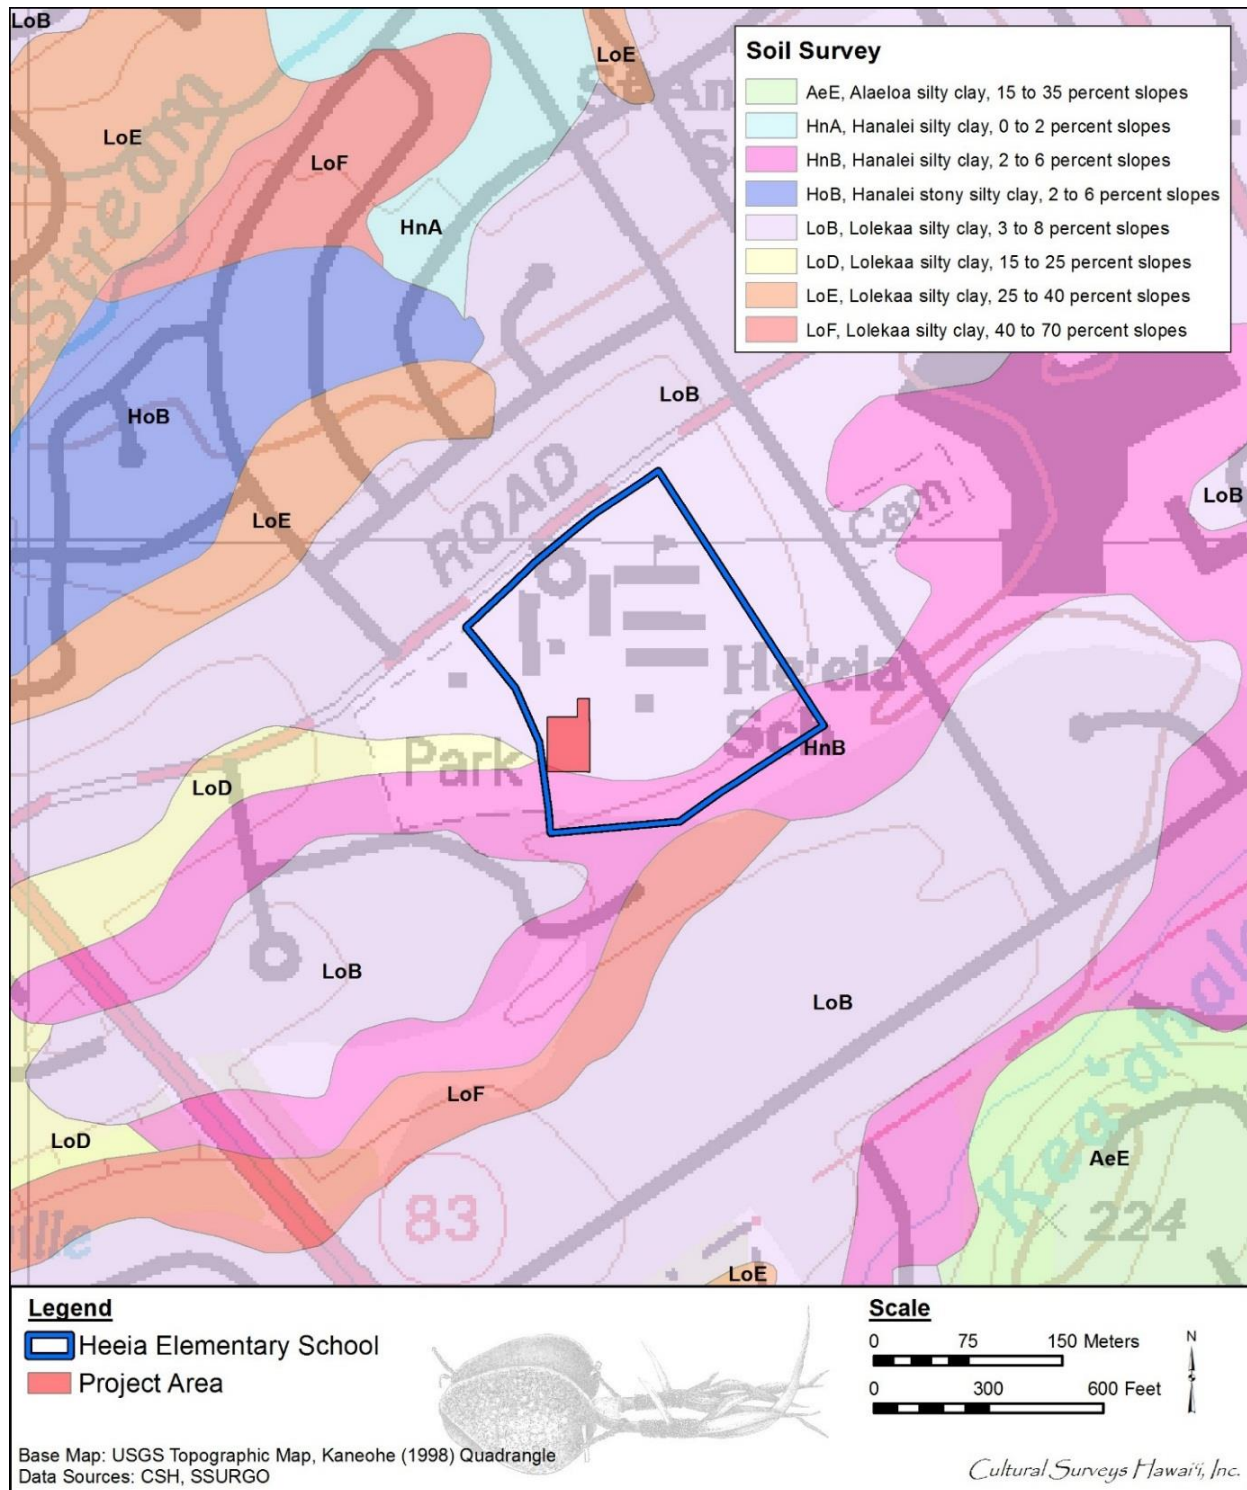 LoB
LoE
Soil Survey
AeE, Alaeloa silty clay, 15 to 35 percent slopes
HnA, Hanalei silty clay, 0 to 2 percent slopes
HnB, Hanalei silty clay, 2 to 6 percent slopes
HoB, Hanalei stony silty clay, 2 to 6 percent slopes
LoB, Lolekaa silty clay, 3 to 8 percent slopes
LoD, Lolekaa silty clay, 15 to 25 percent slopes
LoE, Lolekaa silty clay, 25 to 40 percent slopes
LoF, Lolekaa silty clay, 40 to 70 percent slopes
LoE
LoF
Stream
HnA
LoB
HoB
LoB
LoE
ROAD
Cem
He'eia
Sch
HnB
Park
LoD
LoB
LoB
LoF
LoD
AeE
83
224
LoE
Legend
Heeia Elementary School
Project Area
Scale
0 75 150 Meters
0 300 600 Feet
N
Base Map: USGS Topographic Map, Kaneohe (1998) Quadrangle
Data Sources: CSH, SSURGO
Cultural Surveys Hawai'i, Inc.